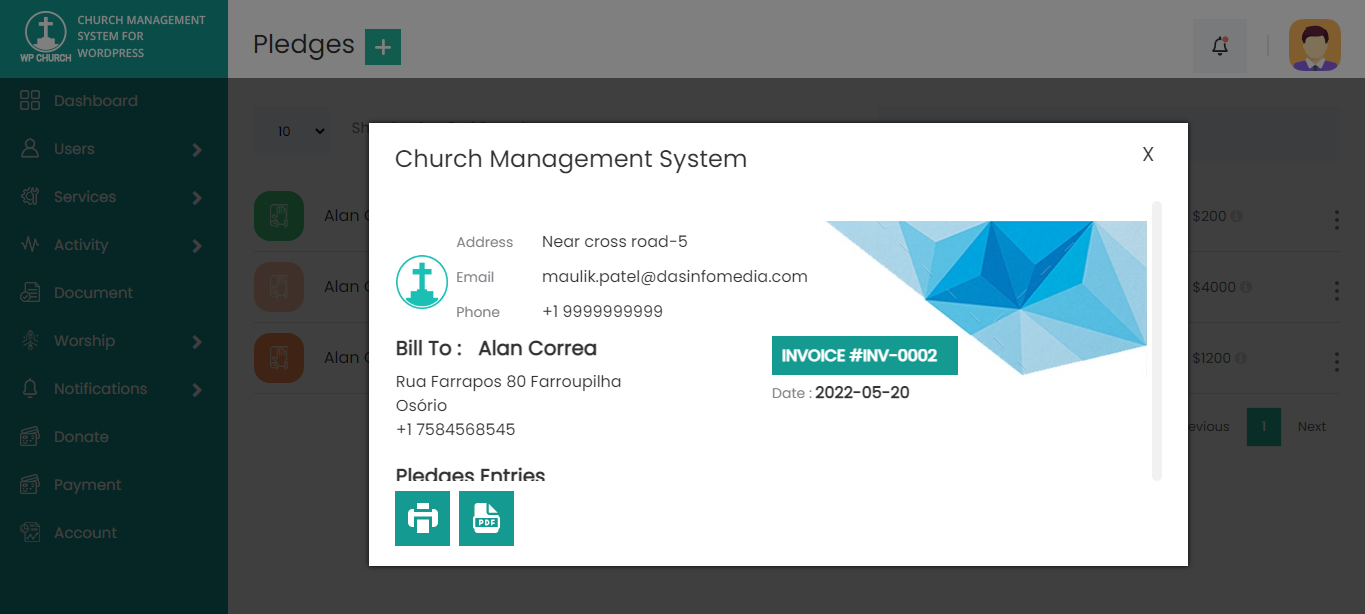 CHURCH MANAGEMENT
SYSTEM FOR
WORDPRESS
WP CHURCH
Pledges
Dashboard
Users
Services
Activity
Document
Worship
Notifications
Donate
Payment
Account
10
Alan
Alan
Alan
Church Management System
X
Address Near cross road-5
Email maulik.patel@dasinfomedia.com
Phone +1 9999999999
Bill To : Alan Correa
Rua Farrapos 80 Farroupilha
Osório
+1 7584568545
INVOICE #INV-0002
Date : 2022-05-20
Pledges Entries
PDF
$200
$4000
$1200
evious 1 Next